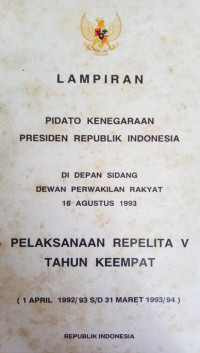 LAMPIRAN
PIDATO KENEGARAAN
PRESIDEN REPUBLIK INDONESIA
DI DEPAN SIDANG
DEWAN PERWAKILAN RAKYAT
16 AGUSTUS 1993
PELAKSANAAN REPELITA V
TAHUN KEEMPAT
( 1 APRIL 1992/93 S/D 31 MARET 1993/94 )
REPUBLIK INDONESIA